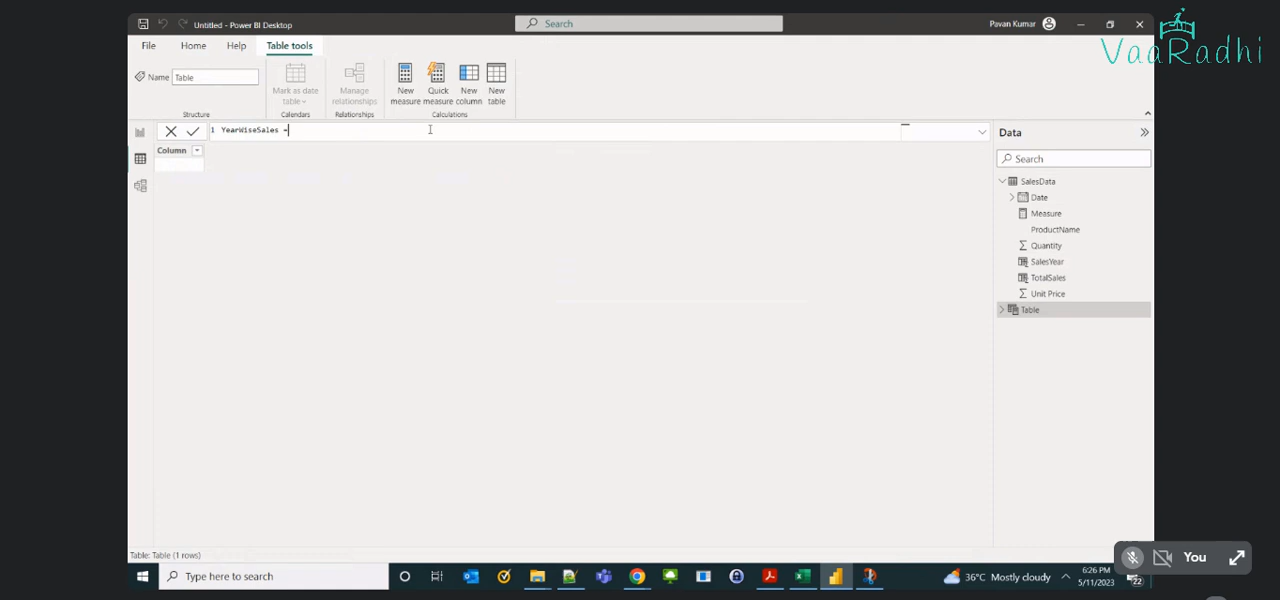 Untitled - Power BI Desktop
Search
Pavan Kumar
VaaRadhi
File
Home
Help
Table tools
Name
Table
Mark as date
table
Manage
relationships
New
measure
Quick
measure
New
column
New
table
Structure
Calendars
Relationships
Calculations
1 YearWiseSales =
Column
Data
Search
SalesData
Date
Measure
ProductName
Quantity
SalesYear
TotalSales
Unit Price
Table
Table: Table (1 rows)
You
Type here to search
36°C Mostly cloudy
6:26 PM
5/11/2023
22